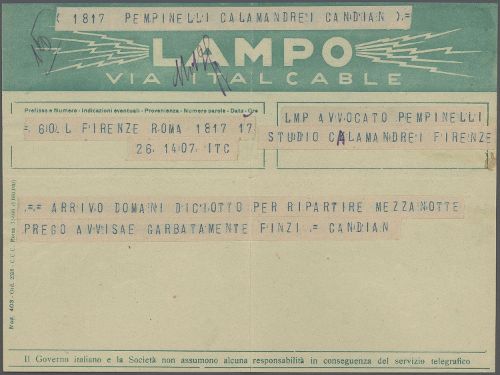 ( 1817 PEMPINELLI CALAMANDREI CANDIAN ).=
LAMPO
VIA ITALCABLE
Prefisso e Numero - Indicazioni eventuali - Provenienza - Numero parole - Data - Ore
= 60.L FIRENZE ROMA 1817 17
26 1407 ITC
LMP AVVOCATO PEMPINELLI
STUDIO CALAMANDREI FIRENZE
.=* ARRIVO DOMANI DICIOTTO PER RIPARTIRE MEZZANOTTE
PREGO AVVISAE GARBATAMENTE FINZI .= CANDIAN
Il Governo italiano e la Società non assumono alcuna responsabilità in conseguenza del servizio telegrafico